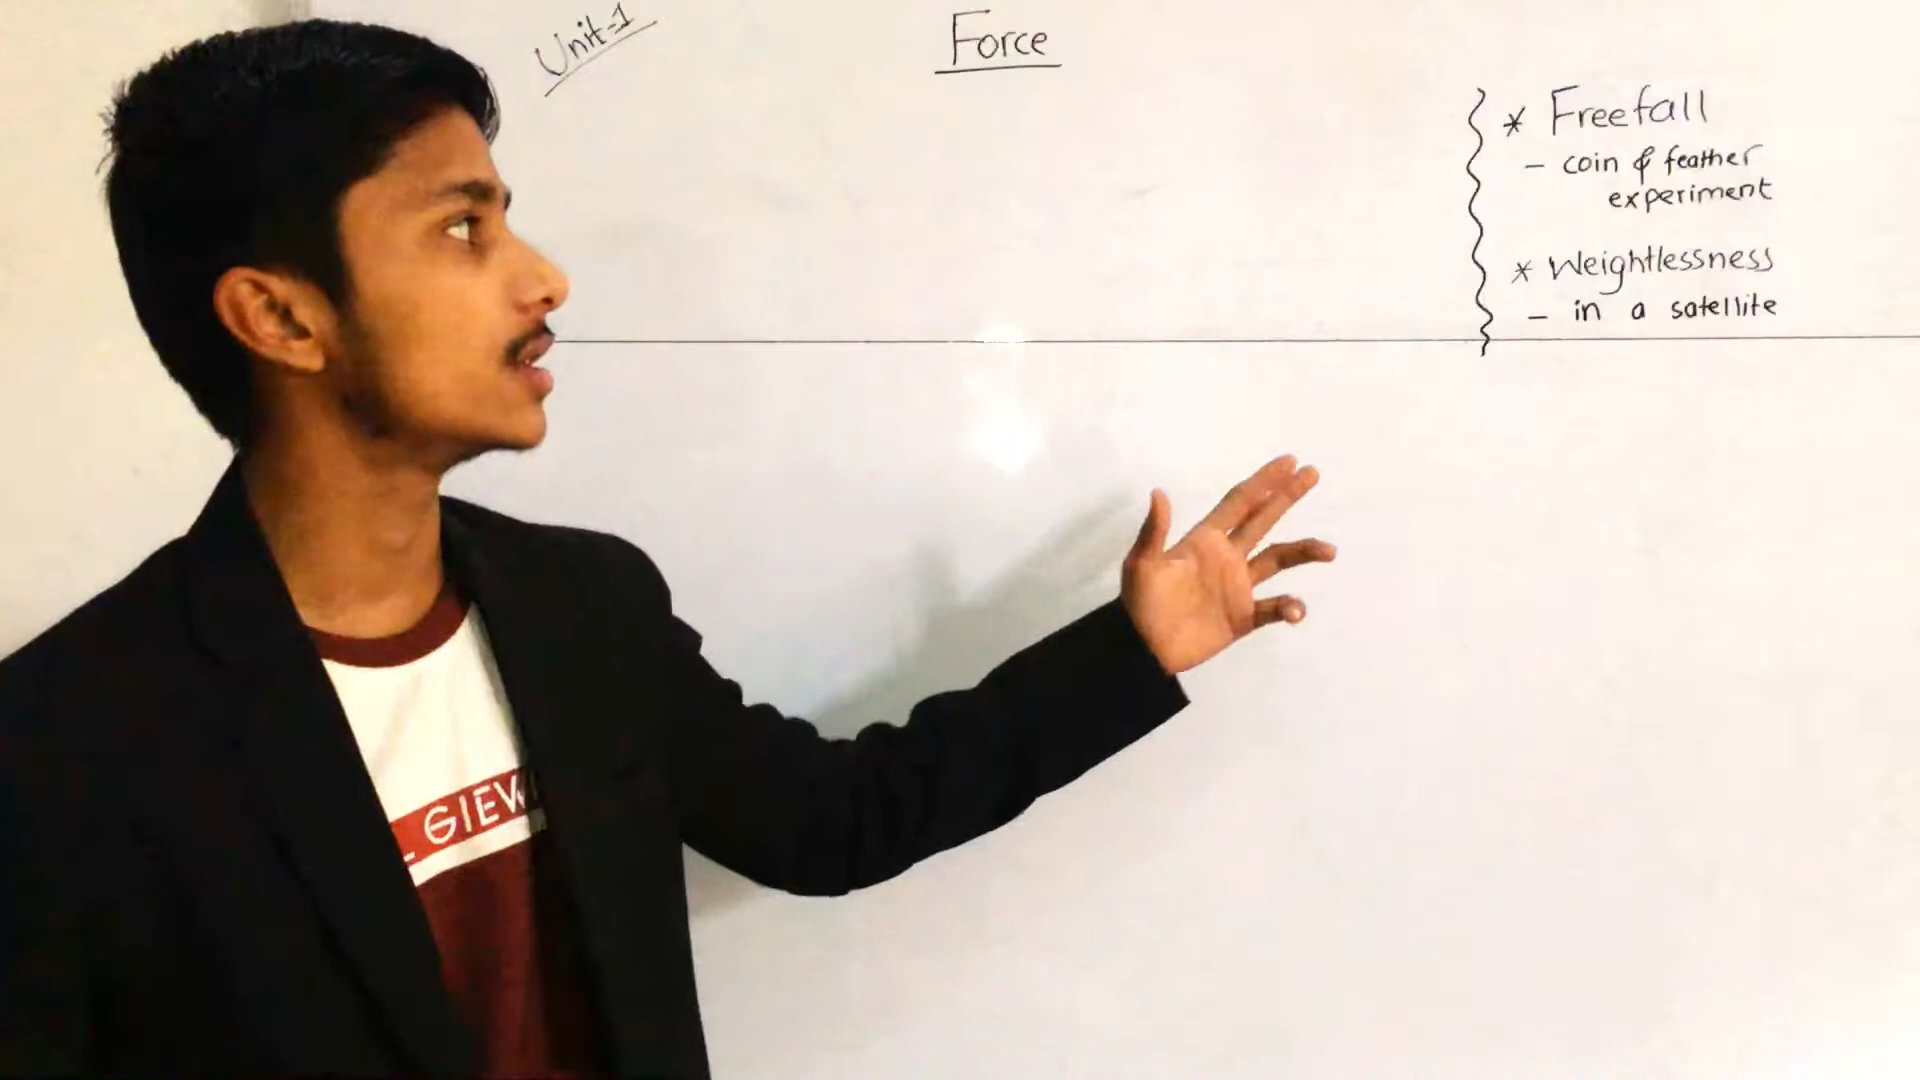 Unit-1
Force
* Freefall
- coin & feather
experiment
* Weightlessness
- in a satellite
GIEW